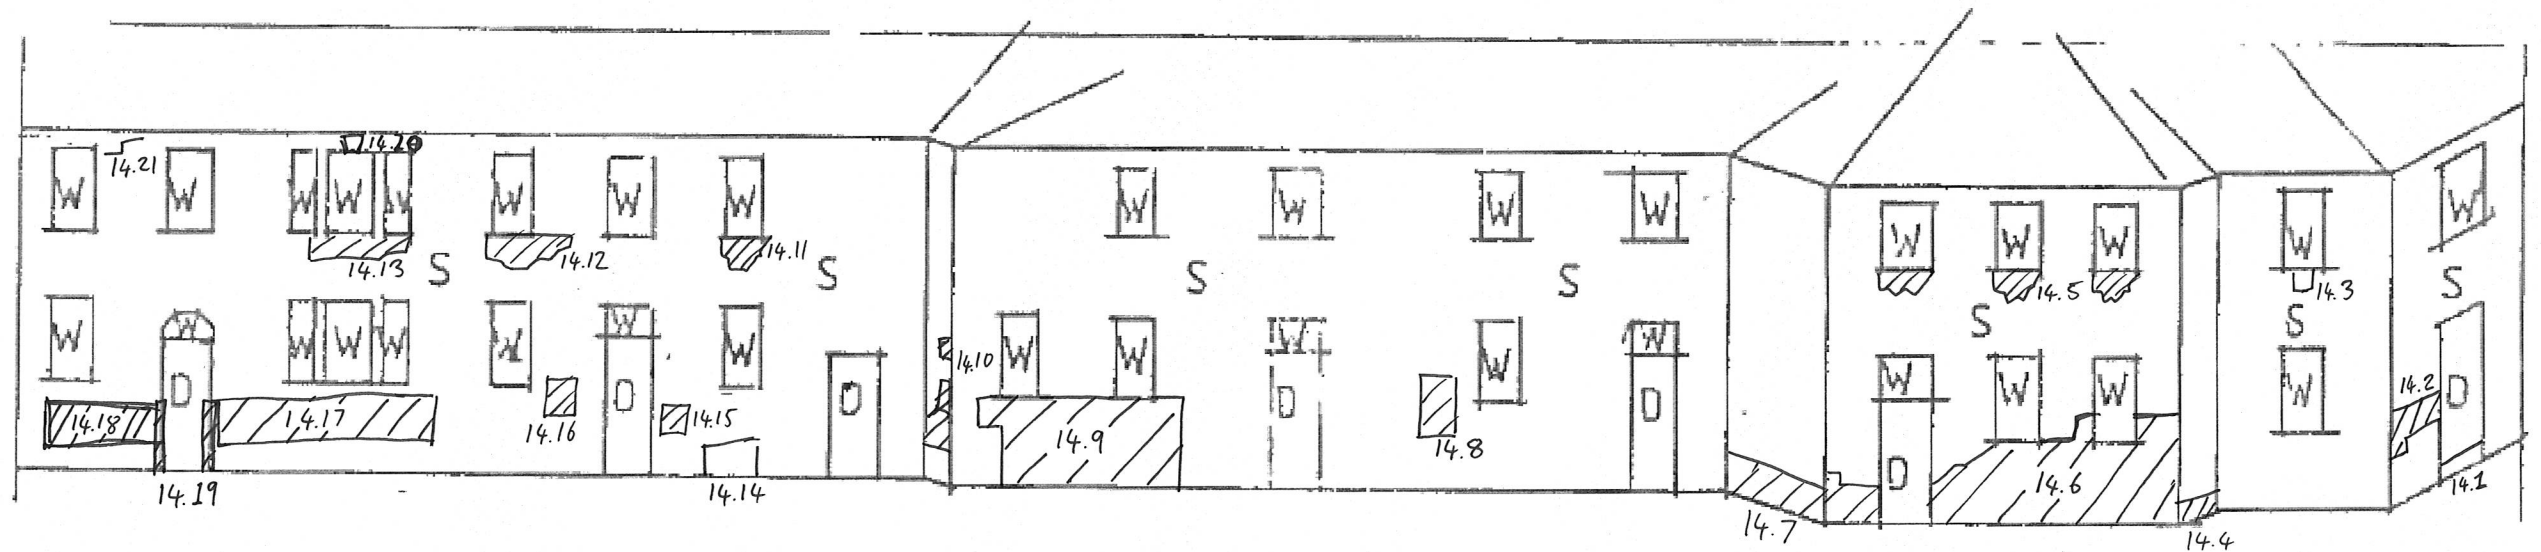 14.21
14.20
W W W W W W W W
W W W W
W W W
W
W
14.13 S 14.12 14.11 S
S S
14.5 S
14.3 S
S
W W W W W W W W
W W W W W
W W W
W
14.10
D D D
D D
D
D
14.18 14.17 14.16 14.15
14.9 14.8
14.6
14.2
14.19 14.14
14.7 14.4
14.1